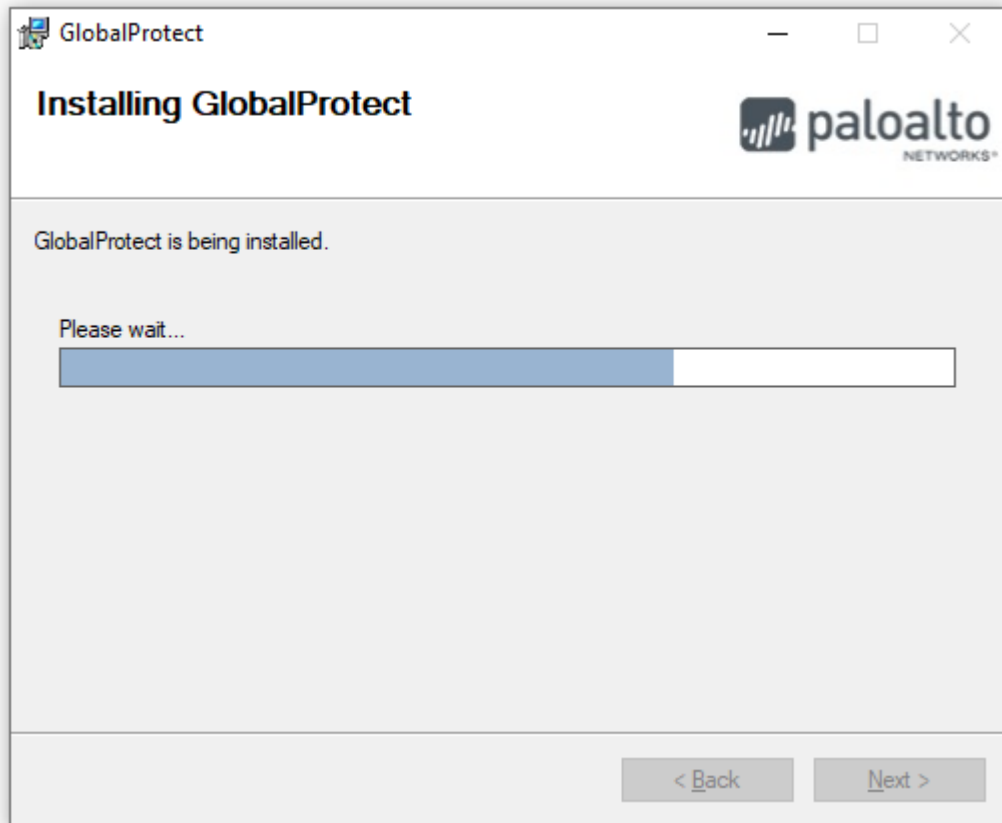 GlobalProtect
Installing GlobalProtect
paloalto
NETWORKS®
GlobalProtect is being installed.
Please wait...
< Back
Next >